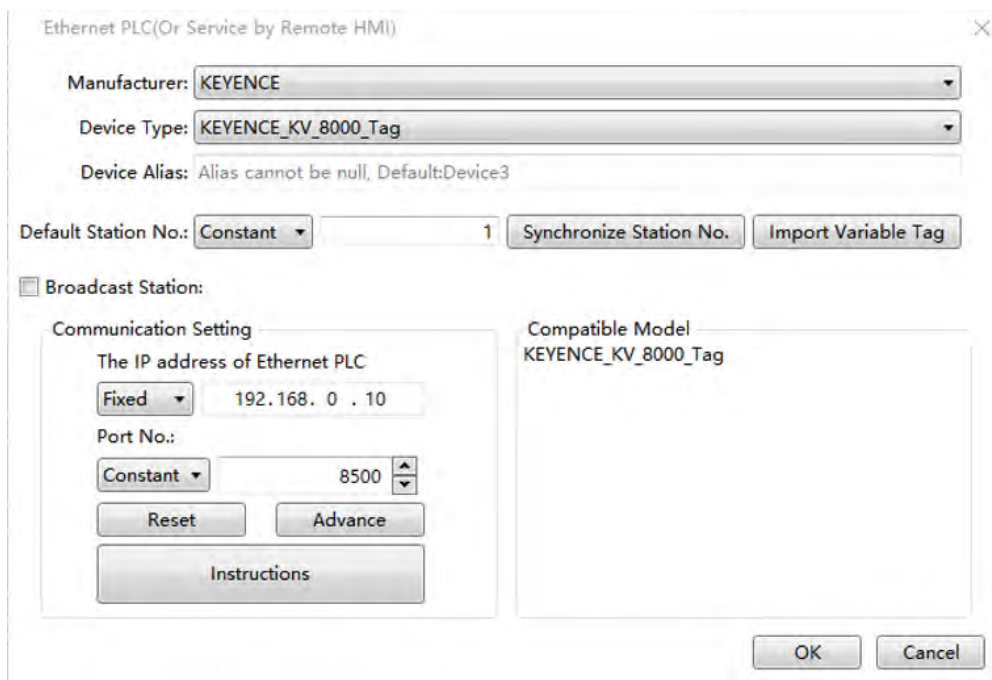 Ethernet PLC(Or Service by Remote HMI)
Manufacturer: KEYENCE
Device Type: KEYENCE_KV_8000_Tag
Device Alias: Alias cannot be null, Default:Device3
Default Station No.: Constant 1 Synchronize Station No. Import Variable Tag
Broadcast Station:
Communication Setting
The IP address of Ethernet PLC
Fixed 192.168. 0 . 10
Port No.:
Constant 8500
Reset Advance
Instructions
Compatible Model
KEYENCE_KV_8000_Tag
OK Cancel